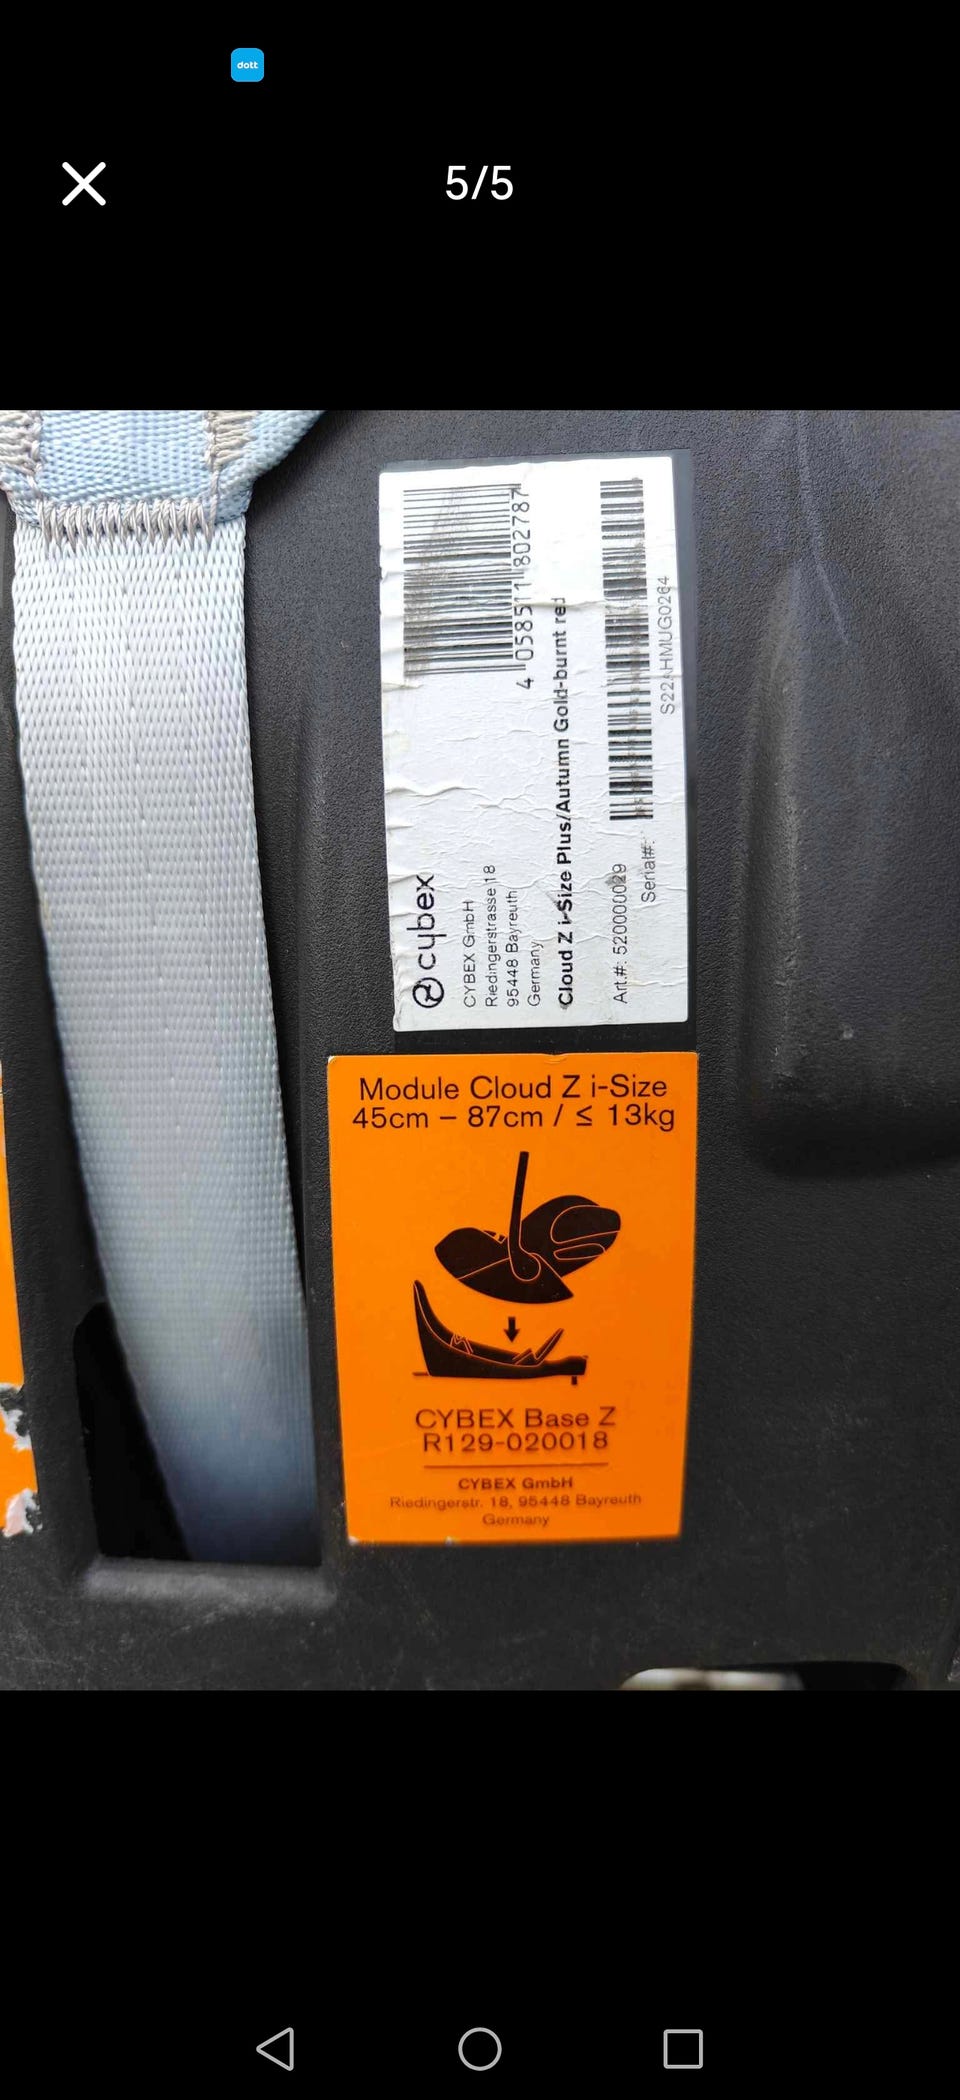 dott
5/5
cybex
CYBEX GmbH
Riedingerstrasse 18
95448 Bayreuth
Germany
4 058511 802787
Cloud Z i-Size Plus/Autumn Gold-burnt red
Art.#: 520000029
Serial#:
Module Cloud Z i-Size
45cm – 87cm / ≤ 13kg
CYBEX Base Z
R129-020018
CYBEX GmbH
Riedingerstr. 18, 95448 Bayreuth
Germany